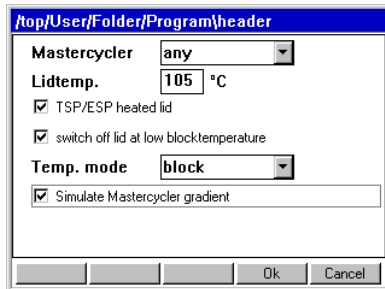 /top/User/Folder/Program\header
Mastercycler any
Lidtemp. 105 °C
TSP/ESP heated lid
switch off lid at low blocktemperature
Temp. mode block
Simulate Mastercycler gradient
Ok Cancel